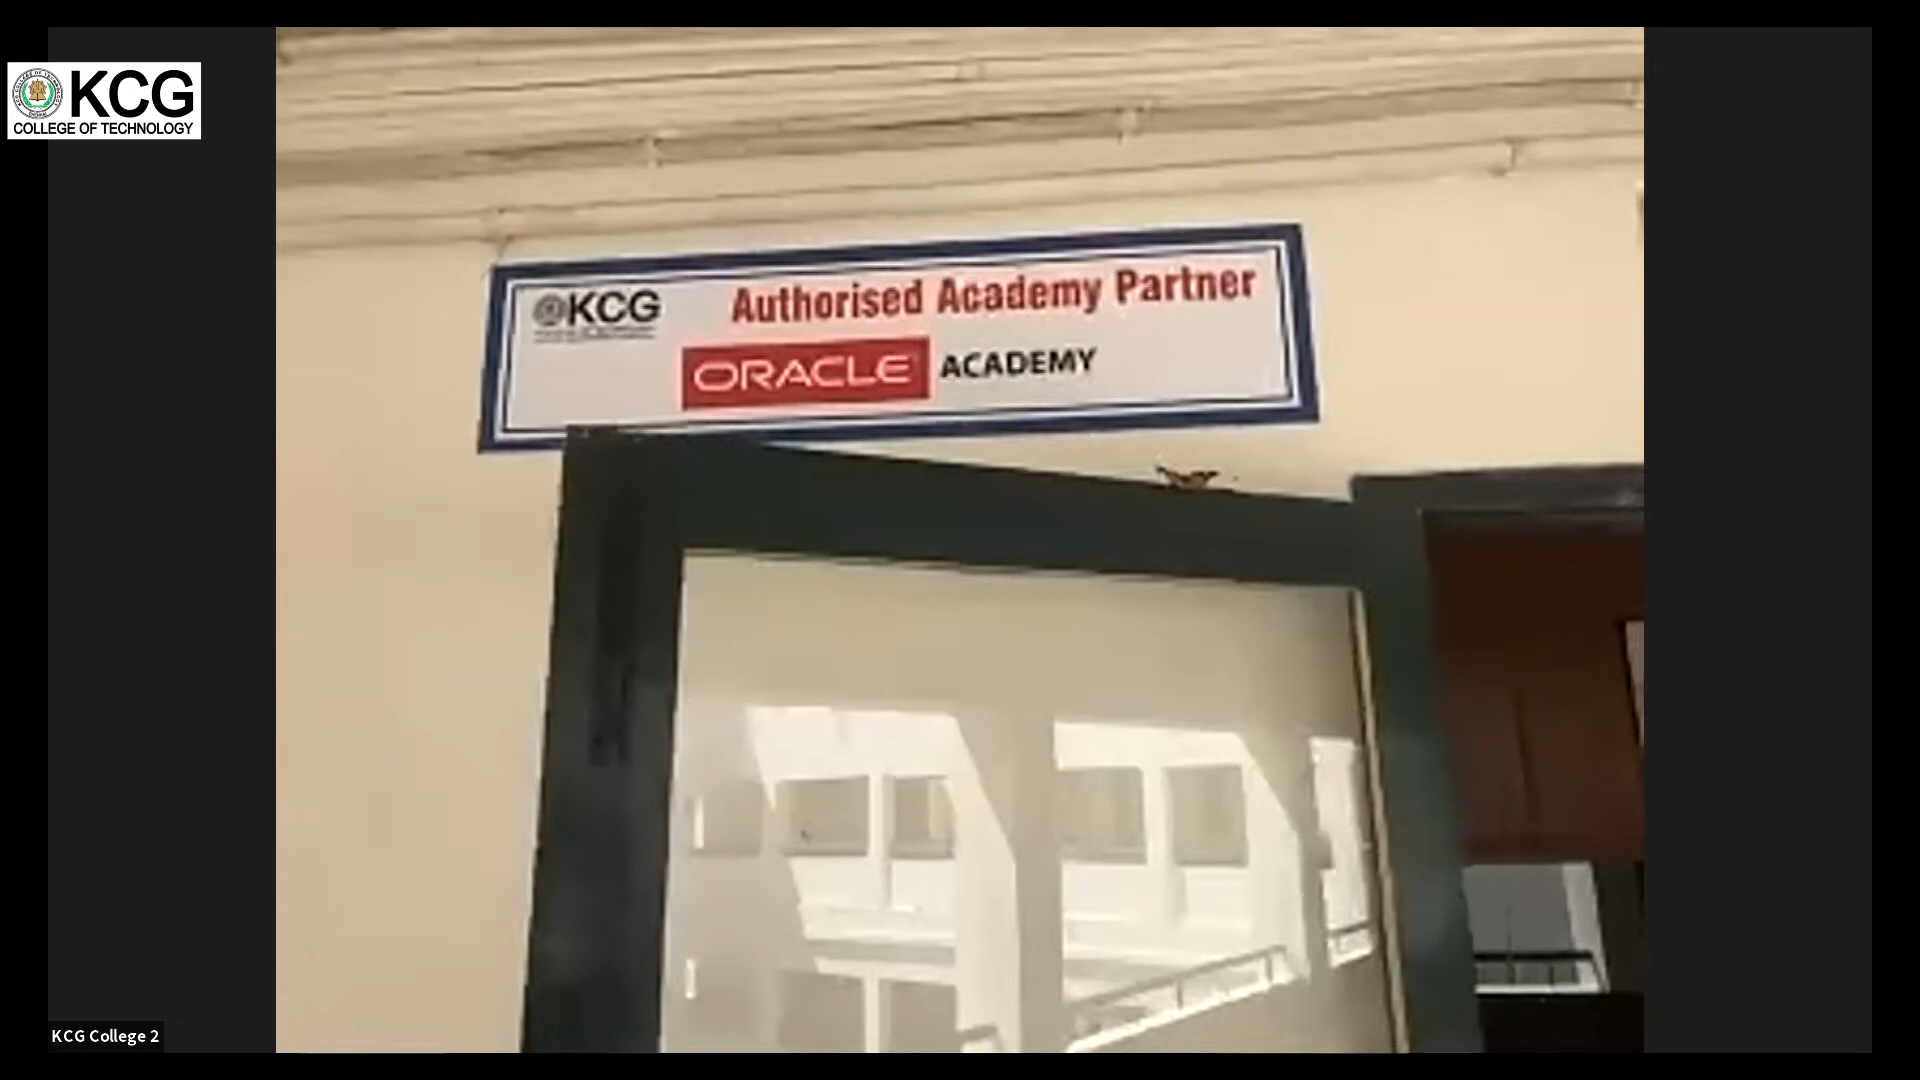 KCG
COLLEGE OF TECHNOLOGY
KCG
Authorised Academy Partner
ORACLE ACADEMY
KCG College 2